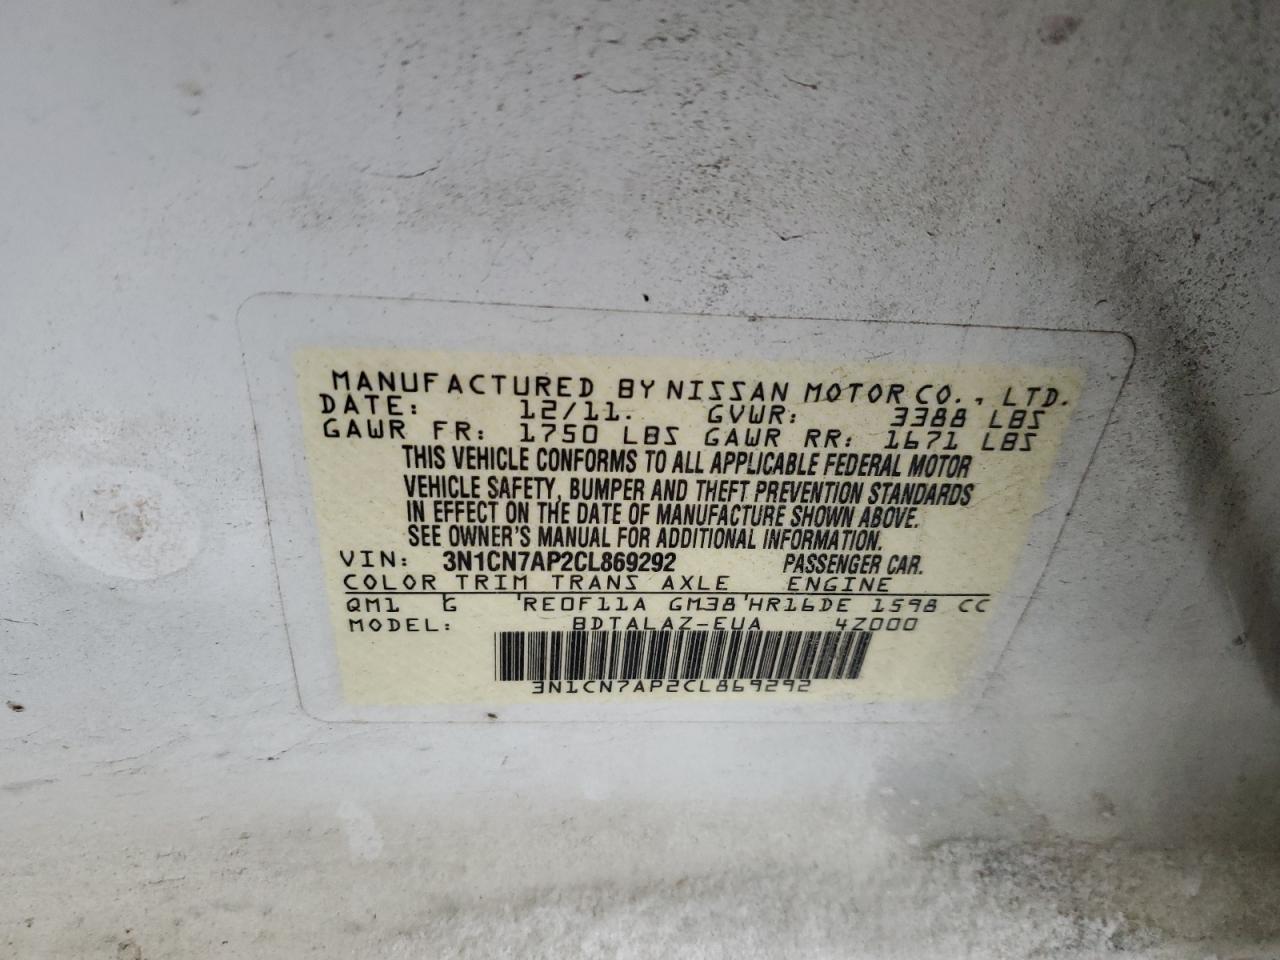 MANUFACTURED BY NISSAN MOTOR CO., LTD.
DATE: 12/11. GVWR: 3388 LBS
GAWR FR: 1750 LBS GAWR RR: 1671 LBS
THIS VEHICLE CONFORMS TO ALL APPLICABLE FEDERAL MOTOR
VEHICLE SAFETY, BUMPER AND THEFT PREVENTION STANDARDS
IN EFFECT ON THE DATE OF MANUFACTURE SHOWN ABOVE.
SEE OWNER'S MANUAL FOR ADDITIONAL INFORMATION.
VIN: 3N1CN7AP2CL869292 PASSENGER CAR.
COLOR TRIM TRANS AXLE ENGINE
QM1 G 'RE0F11A GM38'HR16DE 1598 CC
MODEL: BDTALAZ-EUA 4Z000
3N1CN7AP2CL869292